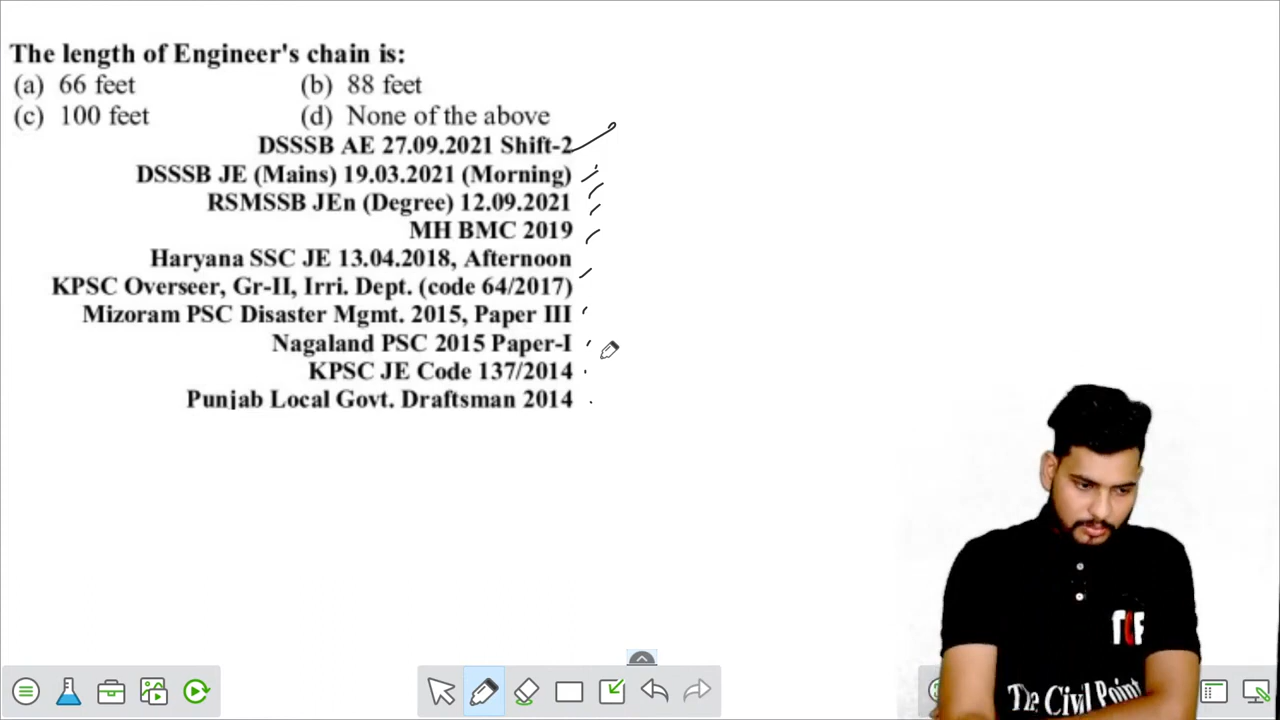 The length of Engineer's chain is:
(a) 66 feet (b) 88 feet
(c) 100 feet (d) None of the above
DSSSB AE 27.09.2021 Shift-2
DSSSB JE (Mains) 19.03.2021 (Morning)
RSMSSB JEn (Degree) 12.09.2021
MH BMC 2019
Haryana SSC JE 13.04.2018, Afternoon
KPSC Overseer, Gr-II, Irri. Dept. (code 64/2017)
Mizoram PSC Disaster Mgmt. 2015, Paper III
Nagaland PSC 2015 Paper-I
KPSC JE Code 137/2014
Punjab Local Govt. Draftsman 2014
TCP
The Civil Point